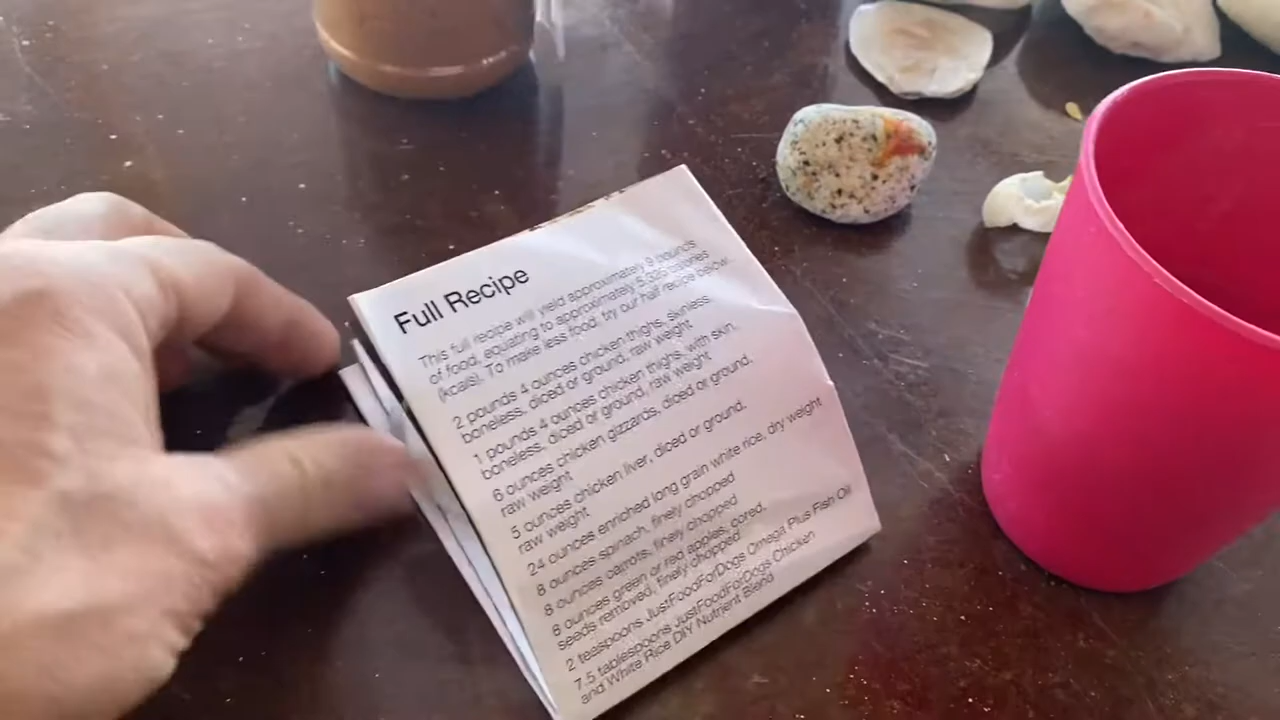 Full Recipe
This full recipe will yield approximately 9 pounds
of food, equating to approximately 5,325 calories
(kcals). To make less food, try our half recipe below.
2 pounds 4 ounces chicken thighs, skinless,
boneless, diced or ground, raw weight
1 pounds 4 ounces chicken thighs, with skin,
boneless, diced or ground, raw weight
6 ounces chicken gizzards, diced or ground,
raw weight
5 ounces chicken liver, diced or ground,
raw weight
24 ounces enriched long grain white rice, dry weight
8 ounces spinach, finely chopped
8 ounces carrots, finely chopped
8 ounces green or red apples, cored,
seeds removed, finely chopped
2 teaspoons JustFoodForDogs Omega Plus Fish Oil
7.5 tablespoons JustFoodForDogs Chicken
and White Rice DIY Nutrient Blend